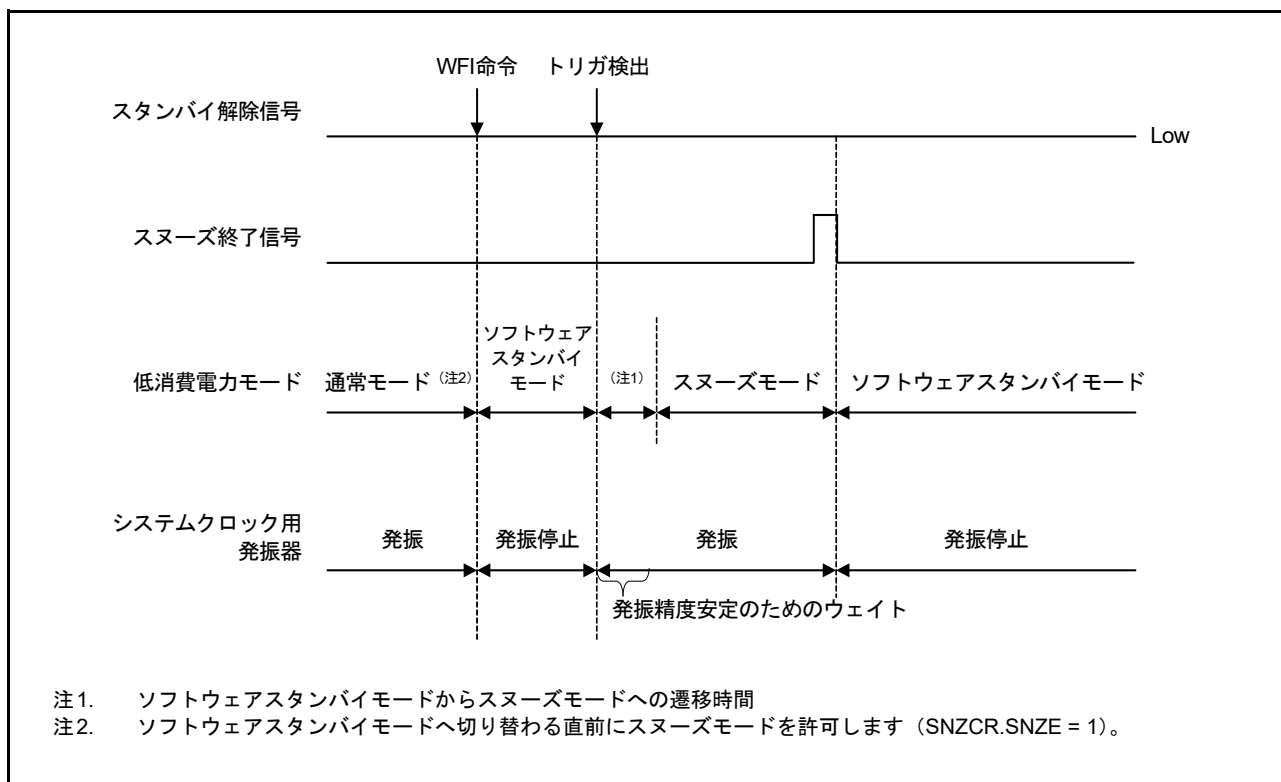 WFI命令 トリガ検出
スタンバイ解除信号
Low
スヌーズ終了信号
低消費電力モード
通常モード(注2)
ソフトウェア
スタンバイ
モード
(注1)
スヌーズモード
ソフトウェアスタンバイモード
システムクロック用
発振器
発振
発振停止
発振
発振停止
発振精度安定のためのウェイト
注1. ソフトウェアスタンバイモードからスヌーズモードへの遷移時間
注2. ソフトウェアスタンバイモードへ切り替わる直前にスヌーズモードを許可します（SNZCR.SNZE = 1）。